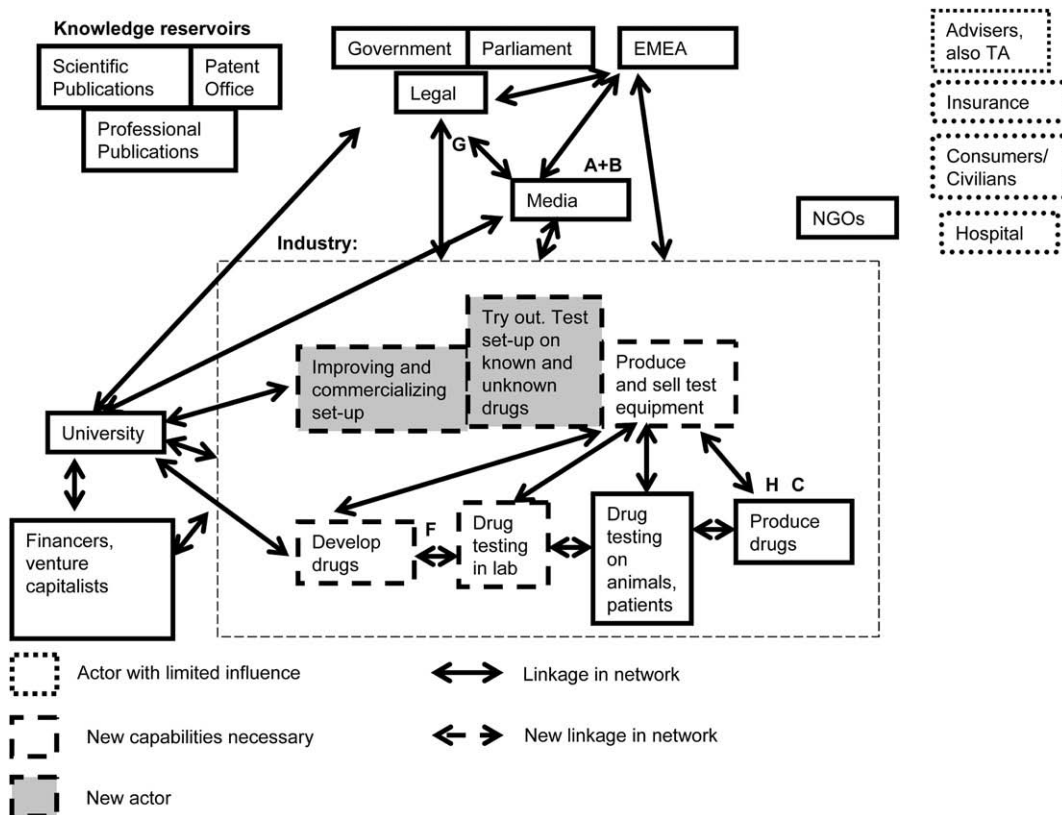 Knowledge reservoirs
Scientific
Publications
Patent
Office
Professional
Publications
Government
Parliament
EMEA
Legal
G
A+B
Media
Advisers,
also TA
Insurance
Consumers/
Civilians
Hospital
NGOs
Industry:
Try out. Test
set-up on
known and
unknown
drugs
Improving and
commercializing
set-up
Produce
and sell test
equipment
University
Financers,
venture
capitalists
Develop
drugs
F
Drug
testing
in lab
Drug
testing
on
animals,
patients
H C
Produce
drugs
Actor with limited influence
New capabilities necessary
New actor
Linkage in network
New linkage in network